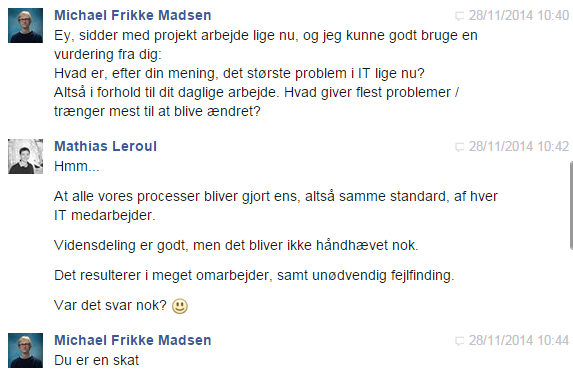 Michael Frikke Madsen 28/11/2014 10:40
Ey, sidder med projekt arbejde lige nu, og jeg kunne godt bruge en
vurdering fra dig:
Hvad er, efter din mening, det største problem i IT lige nu?
Altså i forhold til dit daglige arbejde. Hvad giver flest problemer /
trænger mest til at blive ændret?
Mathias Leroul 28/11/2014 10:42
Hmm...
At alle vores processer bliver gjort ens, altså samme standard, af hver
IT medarbejder.
Vidensdeling er godt, men det bliver ikke håndhævet nok.
Det resulterer i meget omarbejder, samt unødvendig fejlfinding.
Var det svar nok?
Michael Frikke Madsen 28/11/2014 10:44
Du er en skat